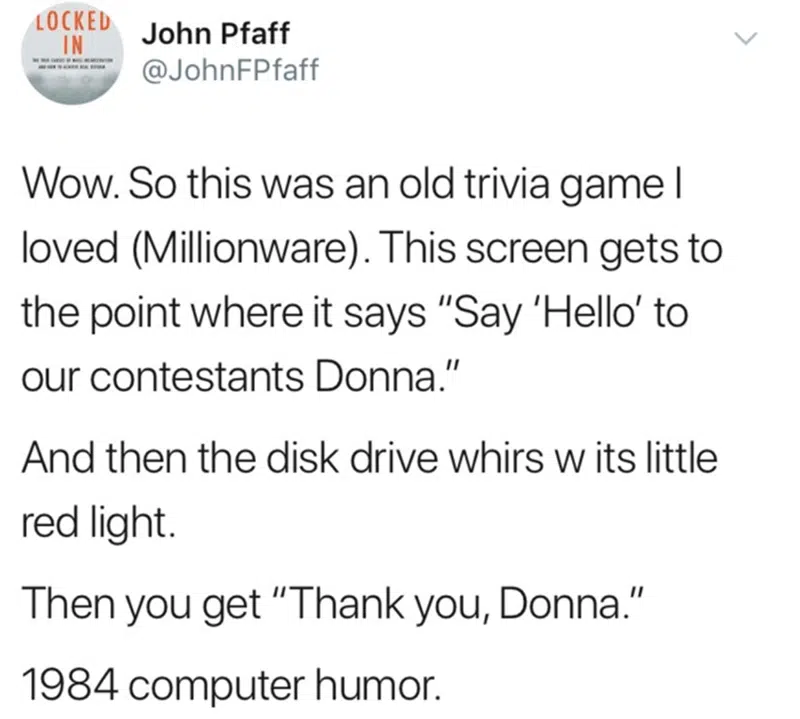 LOCKED
IN
John Pfaff
@JohnFPfaff
Wow. So this was an old trivia game I
loved (Millionware). This screen gets to
the point where it says "Say 'Hello' to
our contestants Donna."
And then the disk drive whirs w its little
red light.
Then you get "Thank you, Donna."
1984 computer humor.